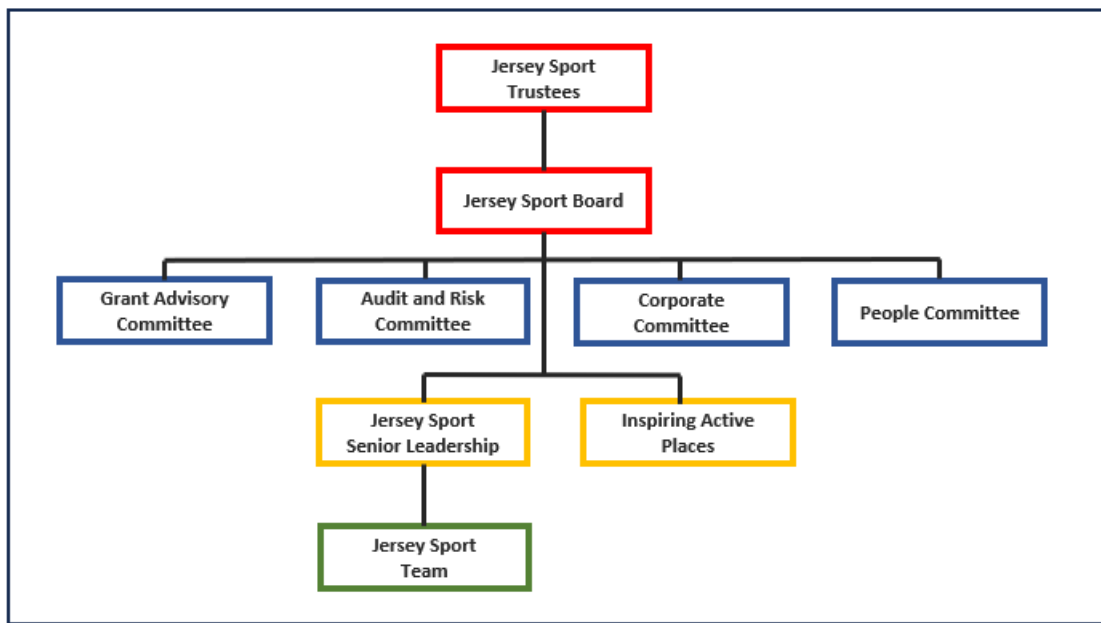 Jersey Sport
Trustees
Jersey Sport Board
Grant Advisory
Committee
Audit and Risk
Committee
Corporate
Committee
People Committee
Jersey Sport
Senior Leadership
Inspiring Active
Places
Jersey Sport
Team